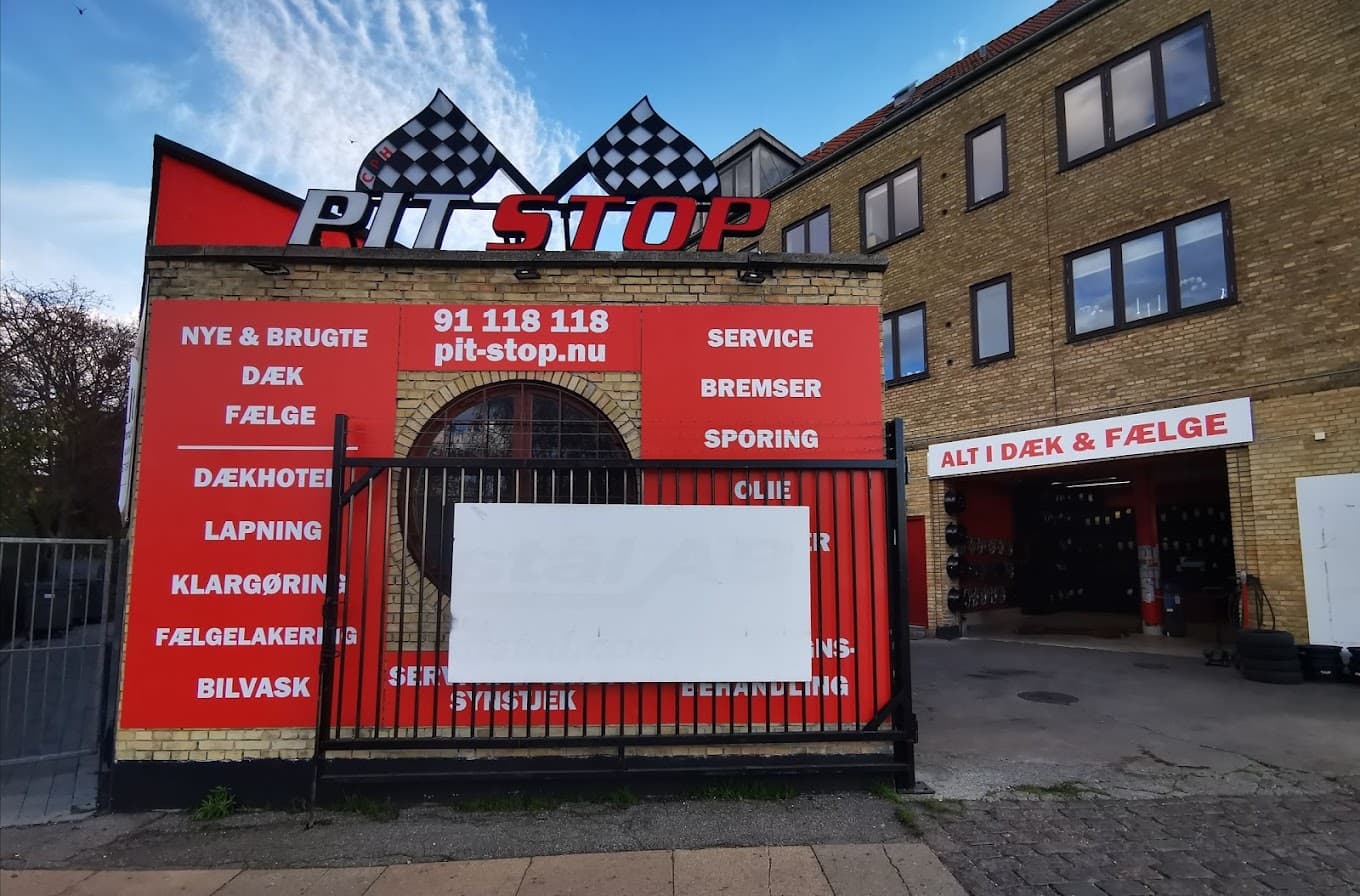 CPH
PIT STOP
NYE & BRUGTE
DÆK
FÆLGE
DÆKHOTEL
LAPNING
KLARGØRING
FÆLGELAKERING
BILVASK
91 118 118
pit-stop.nu
SERVICE
BREMSER
SPORING
OLIE
SYNSTJEK
BEHANDLING
ALT I DÆK & FÆLGE